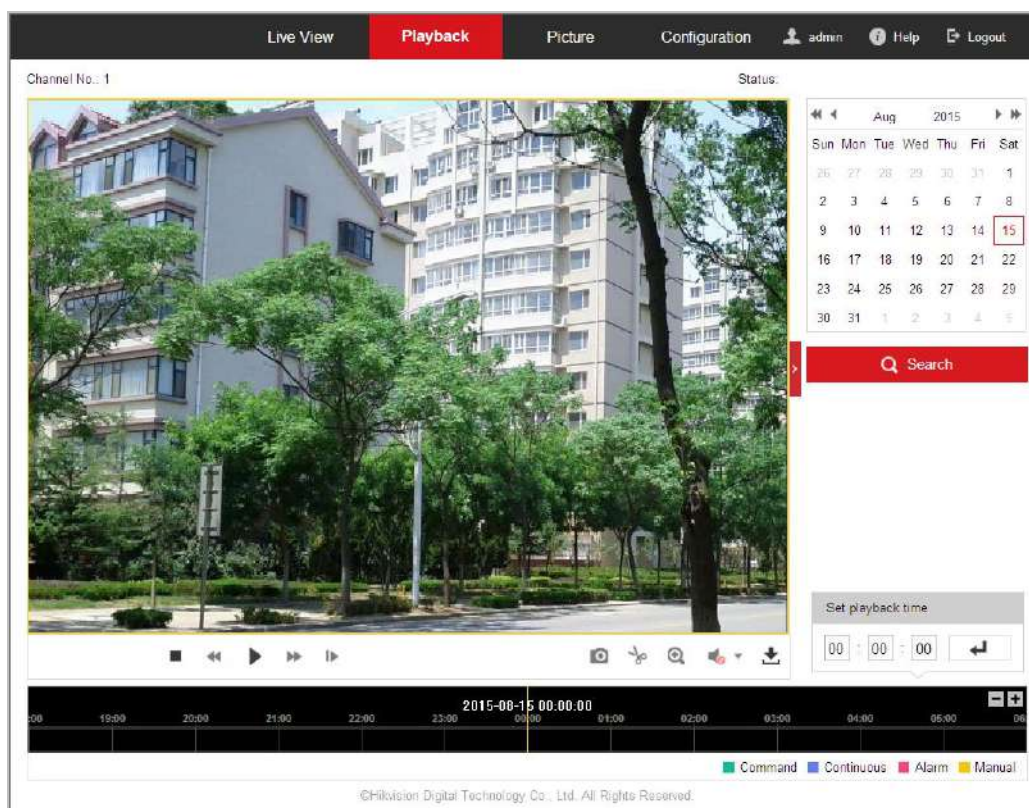 Live View Playback Picture Configuration admin Help Logout
Channel No.: 1 Status:
Aug 2015
Sun Mon Tue Wed Thu Fri Sat
26 27 28 29 30 31 1
2 3 4 5 6 7 8
9 10 11 12 13 14 15
16 17 18 19 20 21 22
23 24 25 26 27 28 29
30 31 1 2 3 4 5
Search
Set playback time
00 : 00 : 00
2015-08-15 00:00:00
:00 19:00 20:00 21:00 22:00 23:00 00:00 01:00 02:00 03:00 04:00 05:00 06:
Command Continuous Alarm Manual
©Hikvision Digital Technology Co., Ltd. All Rights Reserved.